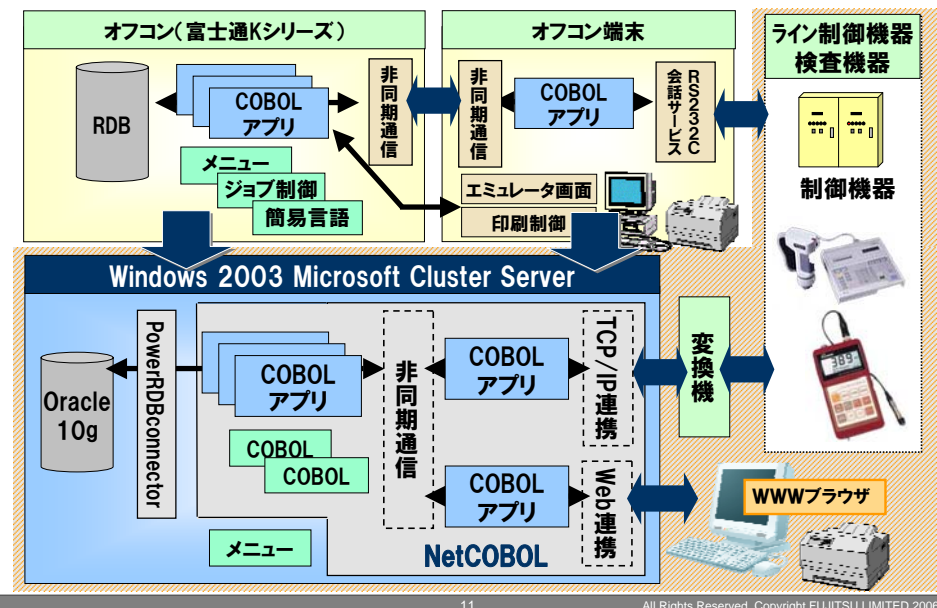 オフコン(富士通Kシリーズ)
オフコン端末
ライン制御機器
検査機器
RDB
COBOL
アプリ
非同期通信
非同期通信
COBOL
アプリ
RS232C
会話サービス
制御機器
メニュー
ジョブ制御
簡易言語
エミュレータ画面
印刷制御
Windows 2003 Microsoft Cluster Server
Oracle
10g
PowerRDBconnector
COBOL
アプリ
COBOL
COBOL
メニュー
非同期通信
COBOL
アプリ
TCP/IP連携
変換機
COBOL
アプリ
Web連携
NetCOBOL
WWWブラウザ
389
11
All Rights Reserved, Copyright FUJITSU LIMITED 2006